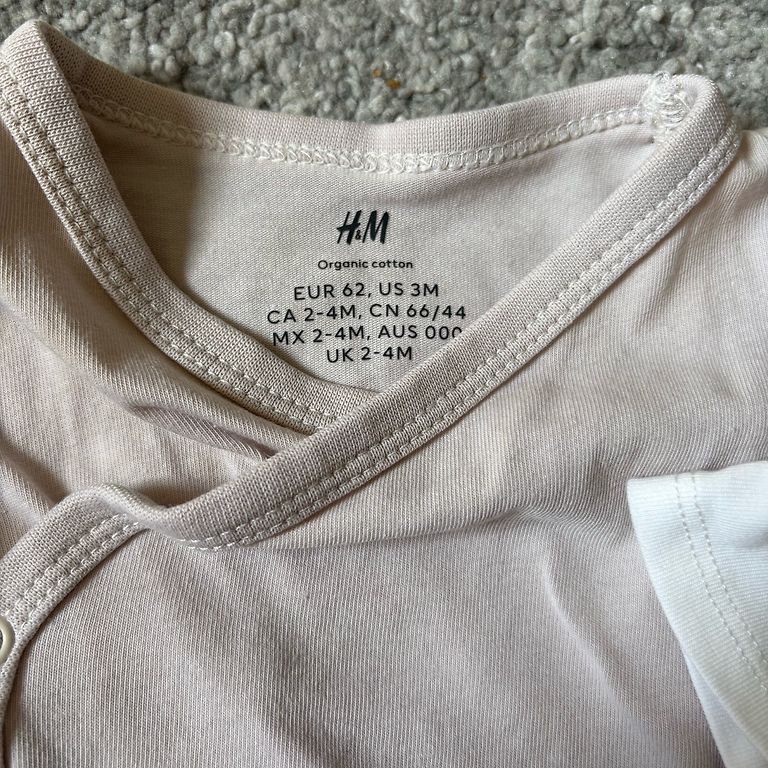 H&M
Organic cotton
EUR 62, US 3M
CA 2-4M, CN 66/44
MX 2-4M, AUS 000
UK 2-4M